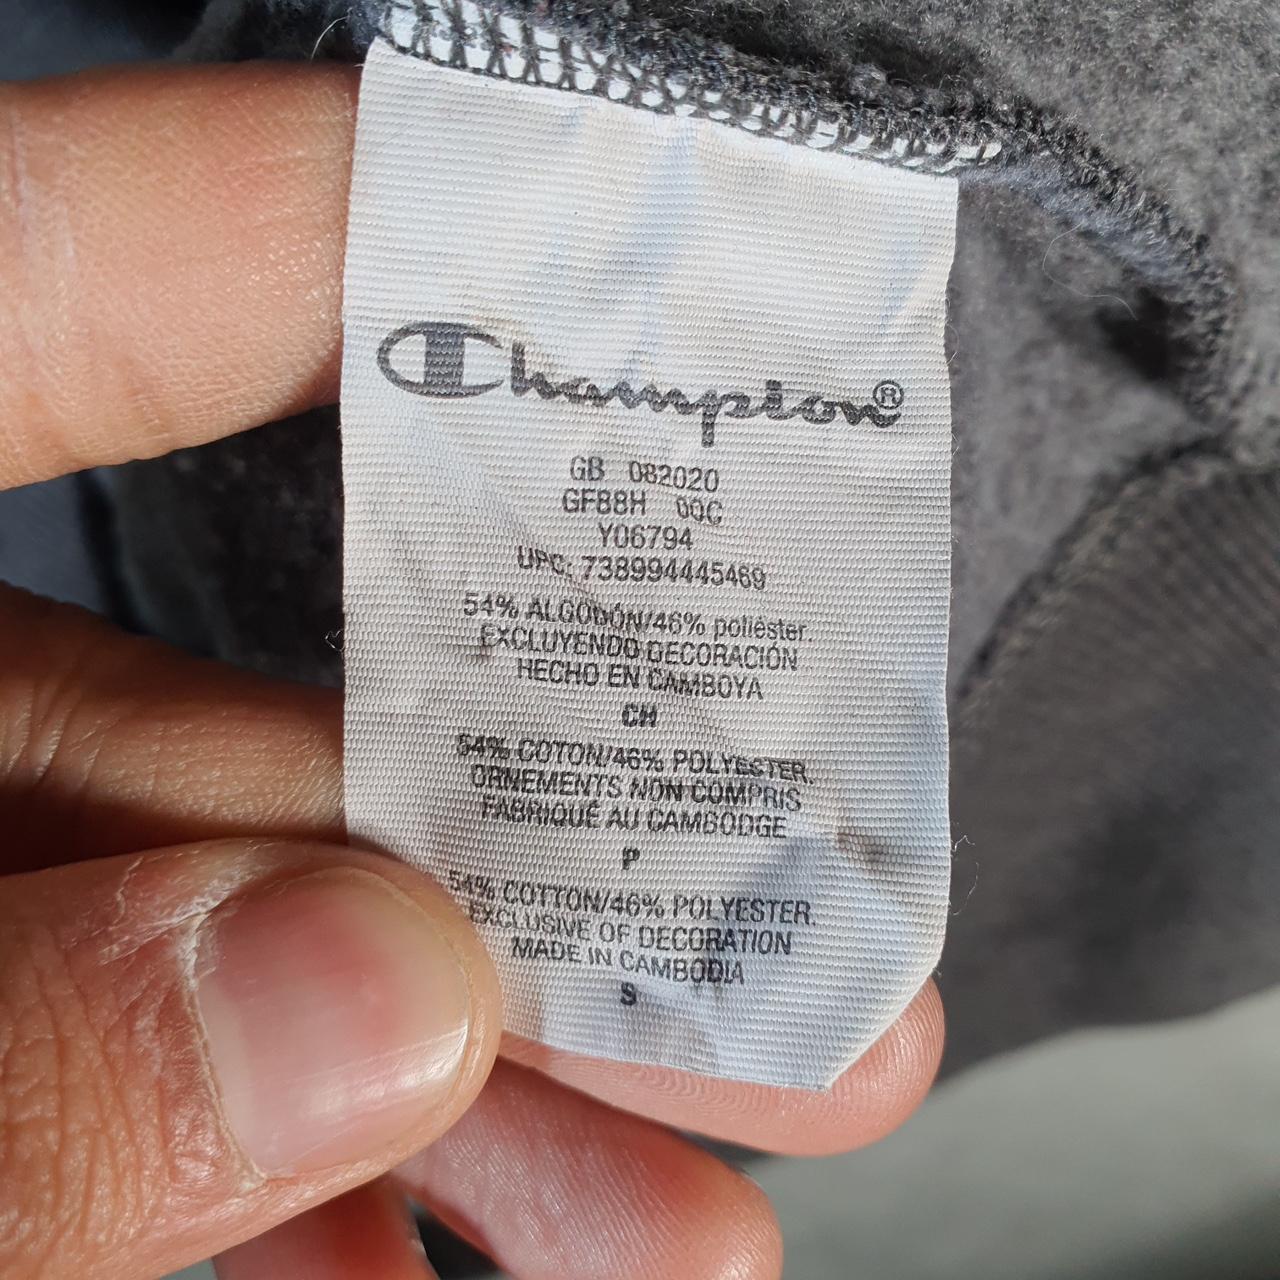 Champion®
GB 082020
GF88H 00C
Y06794
UPC: 738994445469
54% ALGODÓN/46% poliéster.
EXCLUYENDO DECORACIÓN
HECHO EN CAMBOYA
CH
54% COTON/46% POLYESTER.
ORNEMENTS NON COMPRIS
FABRIQUÉ AU CAMBODGE
P
54% COTTON/46% POLYESTER.
EXCLUSIVE OF DECORATION
MADE IN CAMBODIA
S